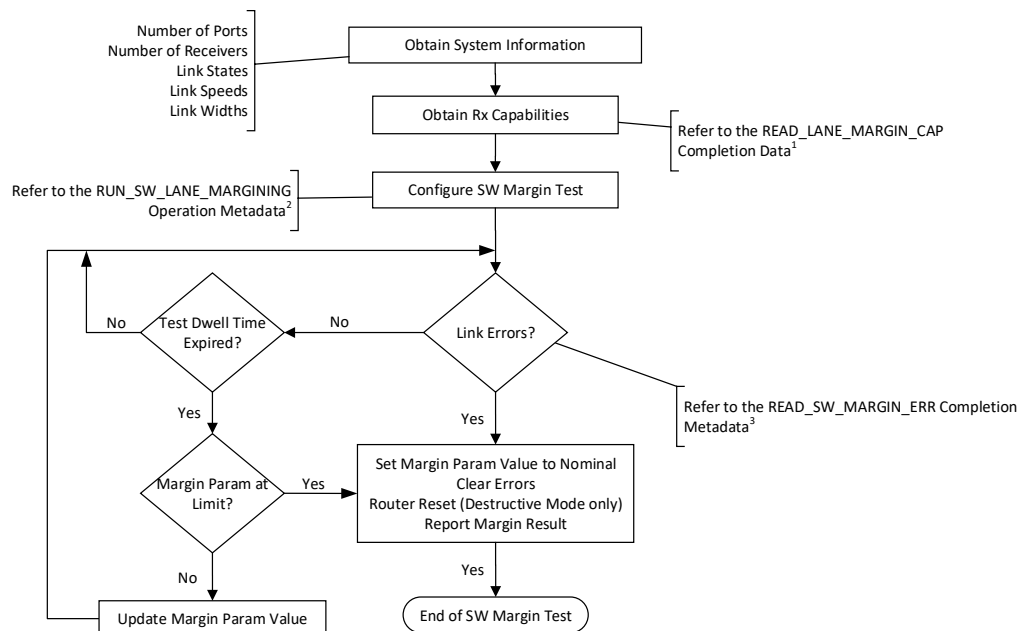 Number of Ports
Number of Receivers
Link States
Link Speeds
Link Widths
Obtain System Information
Obtain Rx Capabilities
Refer to the READ_LANE_MARGIN_CAP
Completion Data1
Refer to the RUN_SW_LANE_MARGINING
Operation Metadata2
Configure SW Margin Test
No
Test Dwell Time
Expired?
No
Link Errors?
Yes
Yes
Refer to the READ_SW_MARGIN_ERR Completion
Metadata3
Margin Param at
Limit?
Yes
Set Margin Param Value to Nominal
Clear Errors
Router Reset (Destructive Mode only)
Report Margin Result
No
Yes
Update Margin Param Value
End of SW Margin Test